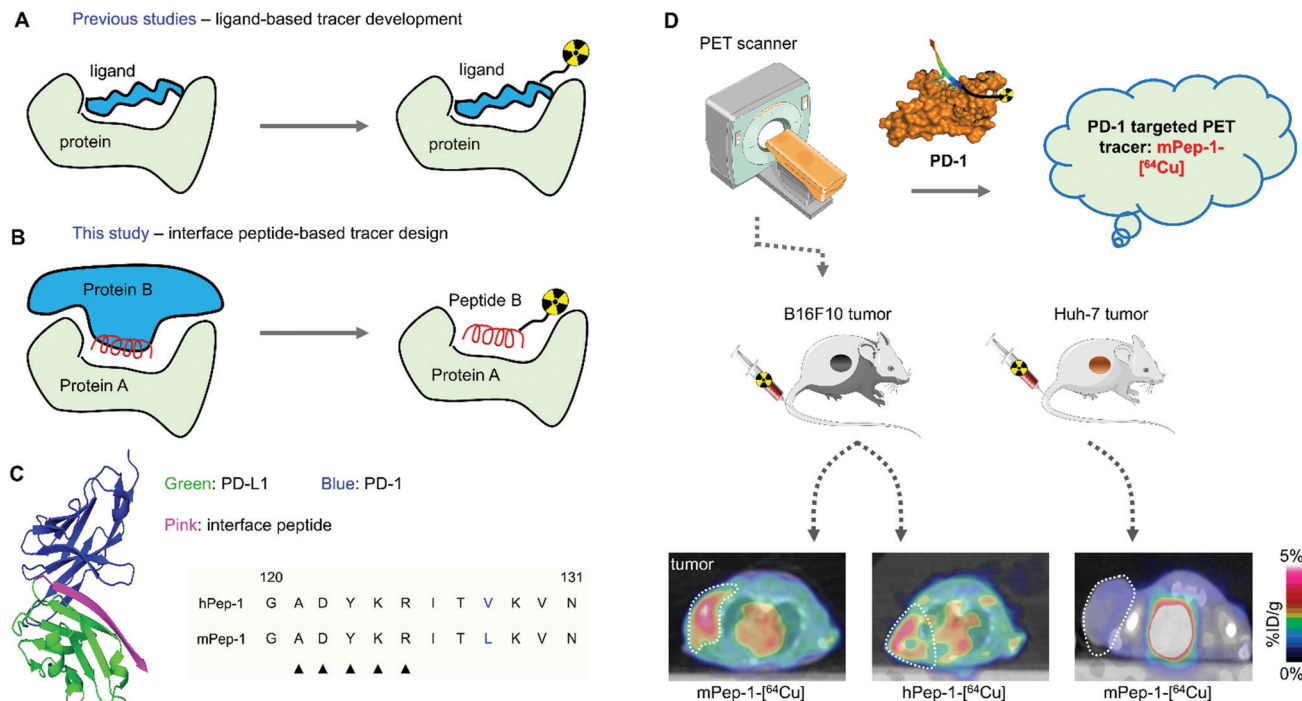 A Previous studies – ligand-based tracer development
ligand
protein
ligand
protein
B This study – interface peptide-based tracer design
Protein B
Protein A
Peptide B
Protein A
C
Green: PD-L1 Blue: PD-1
Pink: interface peptide
120 131
hPep-1 G A D Y K R I T V K V N
mPep-1 G A D Y K R I T L K V N
D
PET scanner
PD-1
PD-1 targeted PET
tracer: mPep-1-
[⁶⁴Cu]
B16F10 tumor Huh-7 tumor
tumor
mPep-1-[⁶⁴Cu] hPep-1-[⁶⁴Cu] mPep-1-[⁶⁴Cu]
5%
%ID/g
0%